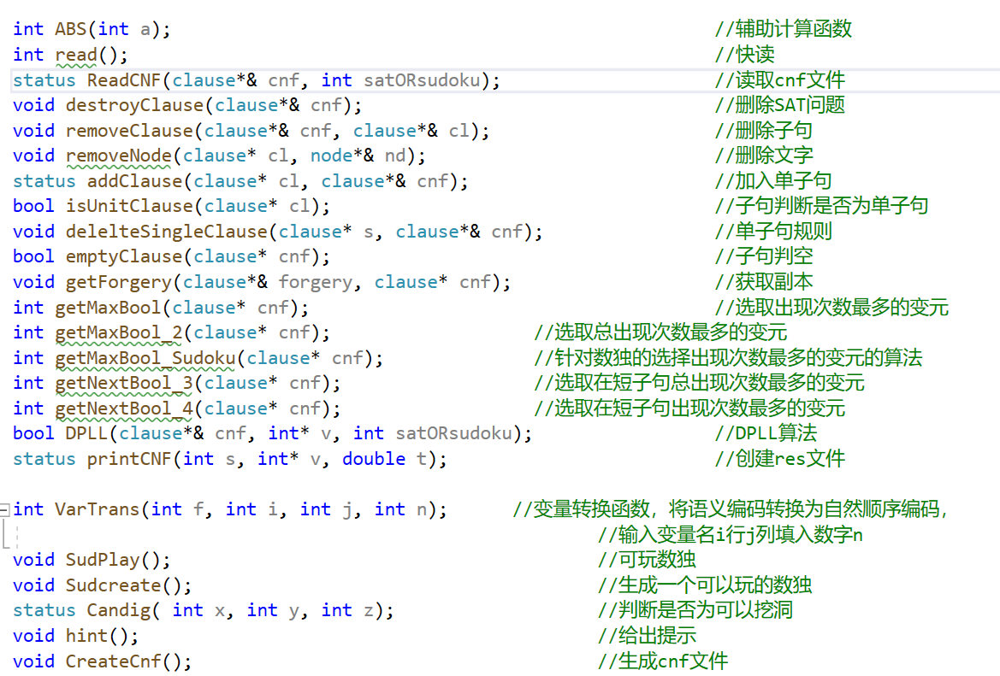 int ABS(int a); //辅助计算函数
int read(); //快读
status ReadCNF(clause*& cnf, int satORsudoku); //读取cnf文件
void destroyClause(clause*& cnf); //删除SAT问题
void removeClause(clause*& cnf, clause*& cl); //删除子句
void removeNode(clause* cl, node*& nd); //删除文字
status addClause(clause* cl, clause*& cnf); //加入单子句
bool isUnitClause(clause* cl); //子句判断是否为单子句
void delelteSingleClause(clause* s, clause*& cnf); //单子句规则
bool emptyClause(clause* cnf); //子句判空
void getForgery(clause*& forgery, clause* cnf); //获取副本
int getMaxBool(clause* cnf); //选取出现次数最多的变元
int getMaxBool_2(clause* cnf); //选取总出现次数最多的变元
int getMaxBool_Sudoku(clause* cnf); //针对数独的选择出现次数最多的变元的算法
int getNextBool_3(clause* cnf); //选取在短子句总出现次数最多的变元
int getNextBool_4(clause* cnf); //选取在短子句出现次数最多的变元
bool DPLL(clause*& cnf, int* v, int satORsudoku); //DPLL算法
status printCNF(int s, int* v, double t); //创建res文件
int VarTrans(int f, int i, int j, int n); //变量转换函数，将语义编码转换为自然顺序编码，
//输入变量名i行j列填入数字n
void SudPlay(); //可玩数独
void Sudcreate(); //生成一个可以玩的数独
status Candig( int x, int y, int z); //判断是否为可以挖洞
void hint(); //给出提示
void CreateCnf(); //生成cnf文件